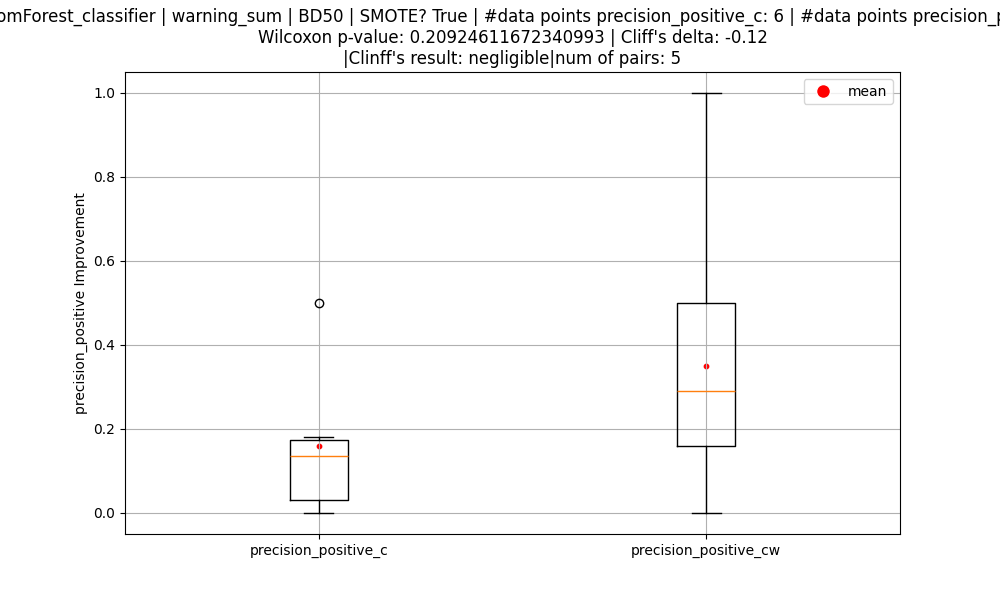 omForest_classifier | warning_sum | BD50 | SMOTE? True | #data points precision_positive_c: 6 | #data points precision_p
Wilcoxon p-value: 0.20924611672340993 | Cliff's delta: -0.12
|Clinff's result: negligible|num of pairs: 5
mean
1.0
0.8
0.6
0.4
0.2
0.0
precision_positive Improvement
precision_positive_c
precision_positive_cw